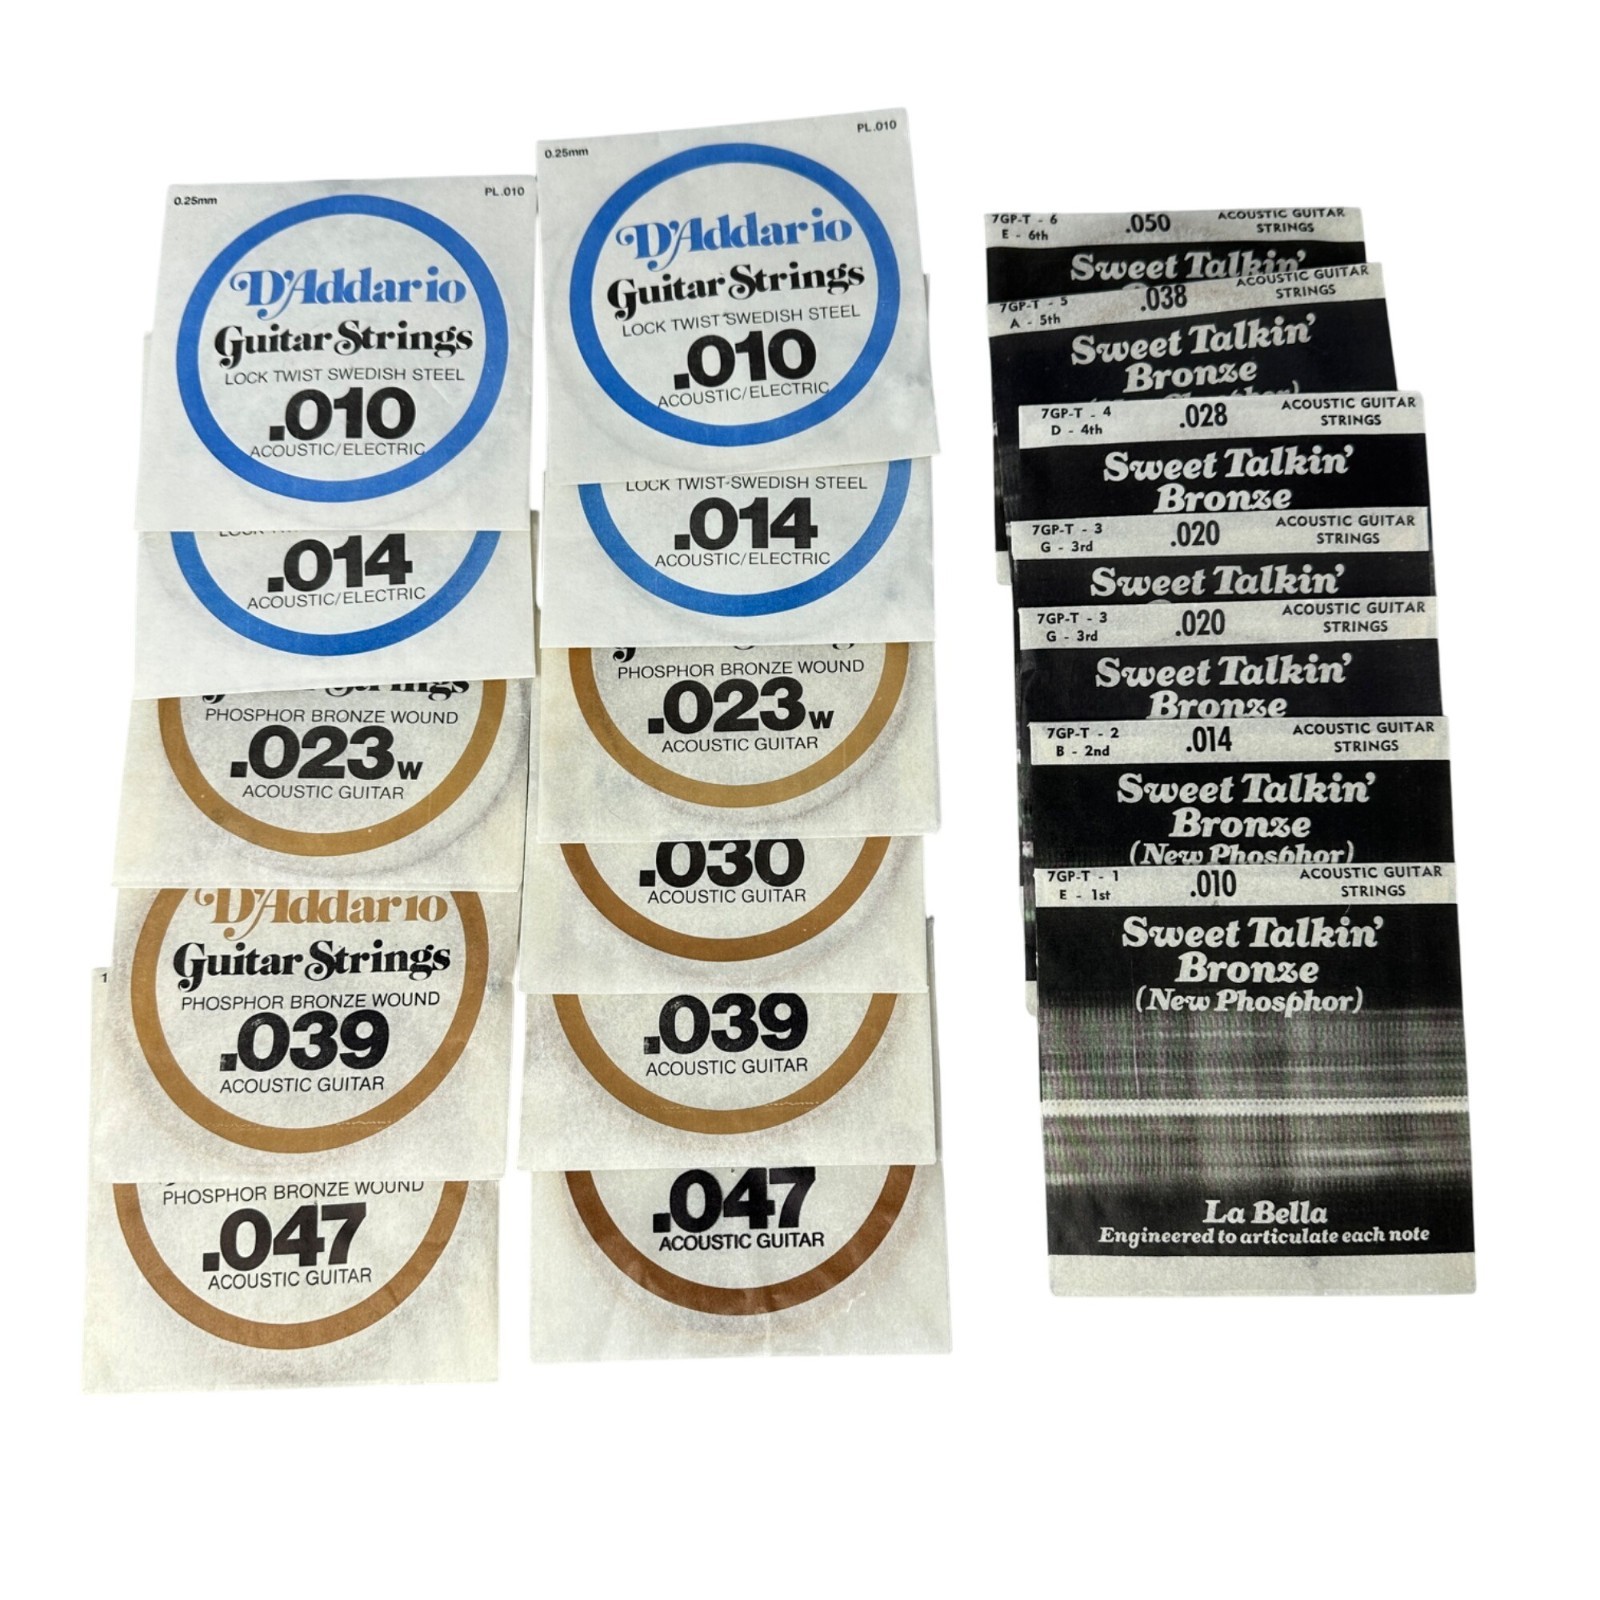 0.25mm PL .010
D'Addario
Guitar Strings
LOCK TWIST SWEDISH STEEL
.010
ACOUSTIC/ELECTRIC
.014
ACOUSTIC/ELECTRIC
Guitar Strings
PHOSPHOR BRONZE WOUND
.023w
ACOUSTIC GUITAR
D'Addario
Guitar Strings
PHOSPHOR BRONZE WOUND
.039
ACOUSTIC GUITAR
1
PHOSPHOR BRONZE WOUND
.047
ACOUSTIC GUITAR
0.25mm PL .010
D'Addario
Guitar Strings
LOCK TWIST SWEDISH STEEL
.010
ACOUSTIC/ELECTRIC
LOCK TWIST SWEDISH STEEL
.014
ACOUSTIC/ELECTRIC
PHOSPHOR BRONZE WOUND
.023w
ACOUSTIC GUITAR
.030
ACOUSTIC GUITAR
.039
ACOUSTIC GUITAR
.047
ACOUSTIC GUITAR
7GP-T - 6 .050 ACOUSTIC GUITAR
E - 6th STRINGS
Sweet Talkin'
7GP-T - 5 .038 ACOUSTIC GUITAR
A - 5th STRINGS
Sweet Talkin'
Bronze
7GP-T - 4 .028 ACOUSTIC GUITAR
D - 4th STRINGS
Sweet Talkin'
Bronze
7GP-T - 3 .020 ACOUSTIC GUITAR
G - 3rd STRINGS
Sweet Talkin'
7GP-T - 3 .020 ACOUSTIC GUITAR
G - 3rd STRINGS
Sweet Talkin'
Bronze
7GP-T - 2 .014 ACOUSTIC GUITAR
B - 2nd STRINGS
Sweet Talkin'
Bronze
(New Phosphor)
7GP-T - 1 .010 ACOUSTIC GUITAR
E - 1st STRINGS
Sweet Talkin'
Bronze
(New Phosphor)
La Bella
Engineered to articulate each note